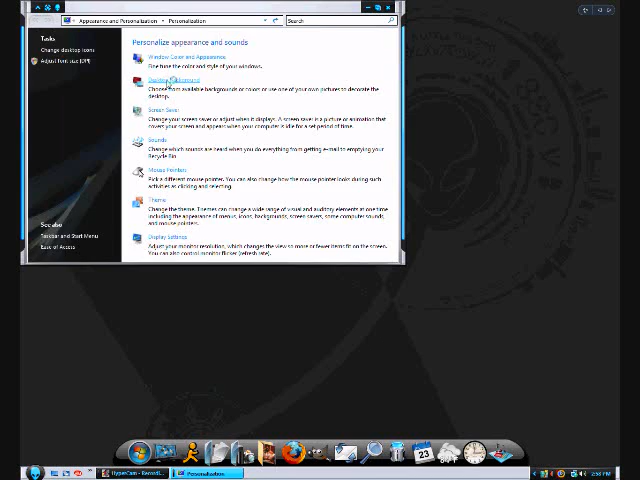 Appearance and Personalization
Personalization
Search
Tasks
Change desktop icons
Adjust font size (DPI)
Personalize appearance and sounds
Window Color and Appearance
Fine tune the color and style of your windows.
Desktop Background
Choose from available backgrounds or colors or use one of your own pictures to decorate the
desktop.
Screen Saver
Change your screen saver or adjust when it displays. A screen saver is a picture or animation that
covers your screen and appears when your computer is idle for a set period of time.
Sounds
Change which sounds are heard when you do everything from getting e-mail to emptying your
Recycle Bin
Mouse Pointers
Pick a different mouse pointer. You can also change how the mouse pointer looks during such
activities as clicking and selecting.
Theme
Change the theme. Themes can change a wide range of visual and auditory elements at one time
including the appearance of menus, icons, backgrounds, screen savers, some computer sounds,
and mouse pointers.
Display Settings
Adjust your monitor resolution, which changes the view so more or fewer items fit on the screen.
You can also control monitor flicker (refresh rate).
See also
Taskbar and Start Menu
Ease of Access
23
HyperCam - Recordi...
Personalization
2:58 PM